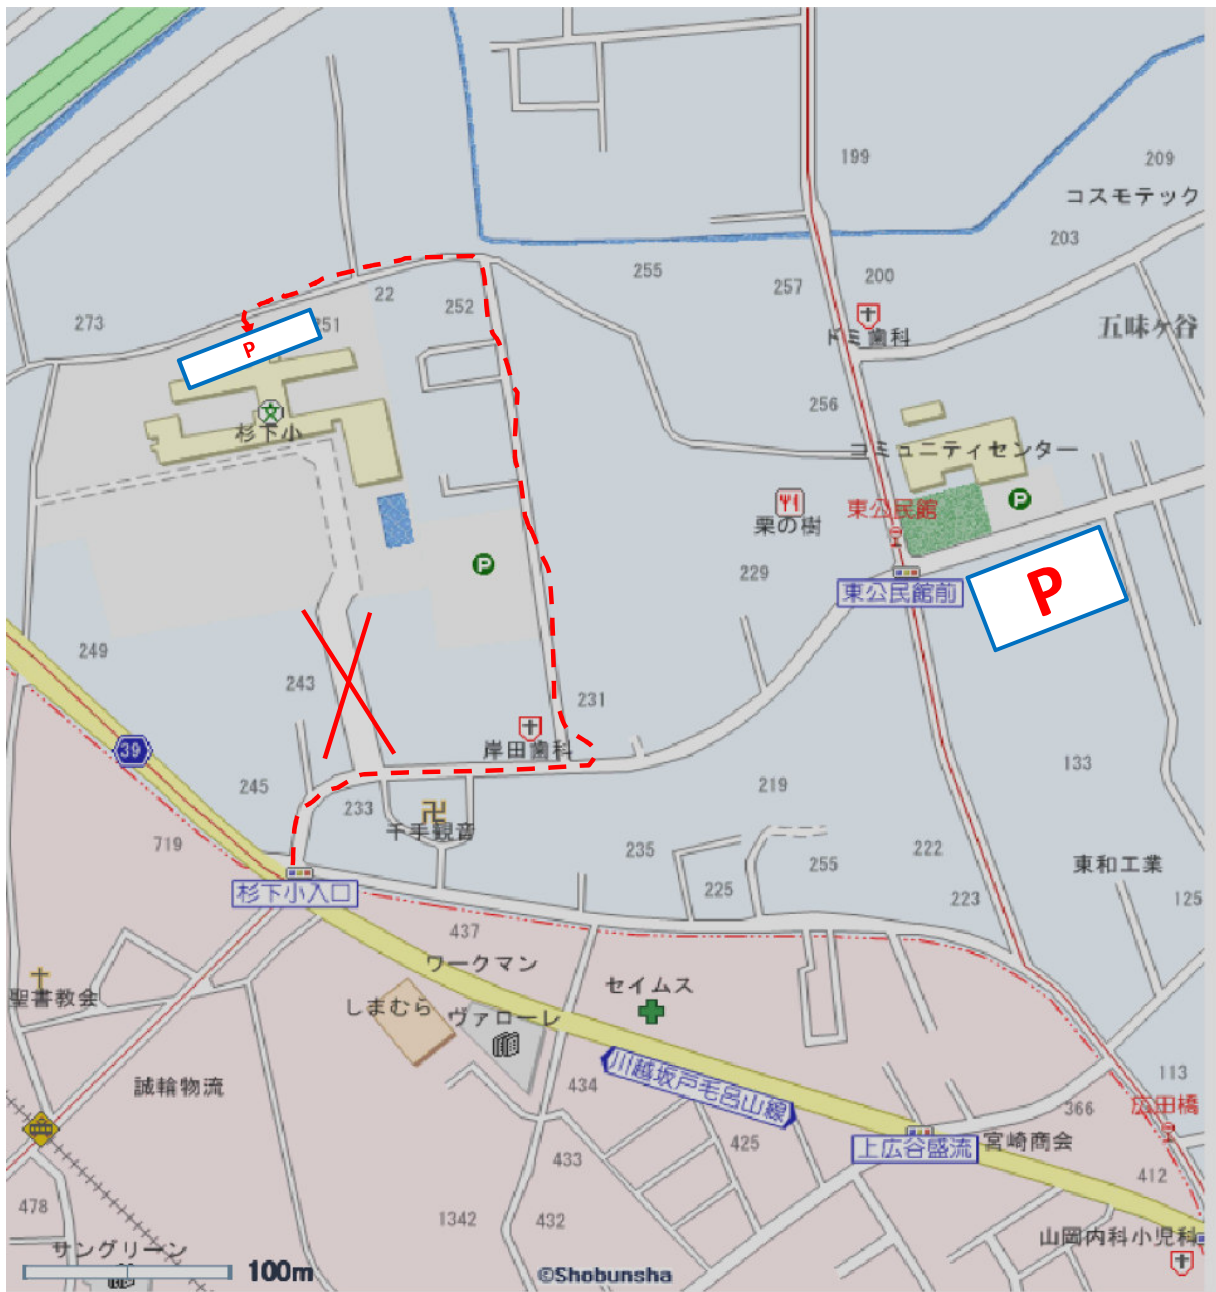 199
209
コスモテック
203
255
257
200
22
252
273
251
ドミ歯科
五味ヶ谷
P
256
杉下小
文
コミュニティセンター
東公民館
P
栗の樹
P
229
東公民館前
P
249
243
231
39
岸田歯科
133
245
233
219
千手観音
719
235
255
222
東和工業
杉下小入口
225
223
125
437
ワークマン
セイムス
聖書教会
しまむら
ヴァローレ
誠輪物流
434
川越坂戸毛呂山線
113
366
広田橋
425
上広谷盛流
宮崎商会
433
412
478
1342
432
山岡内科小児科
サングリーン
100m
©Shobunsha